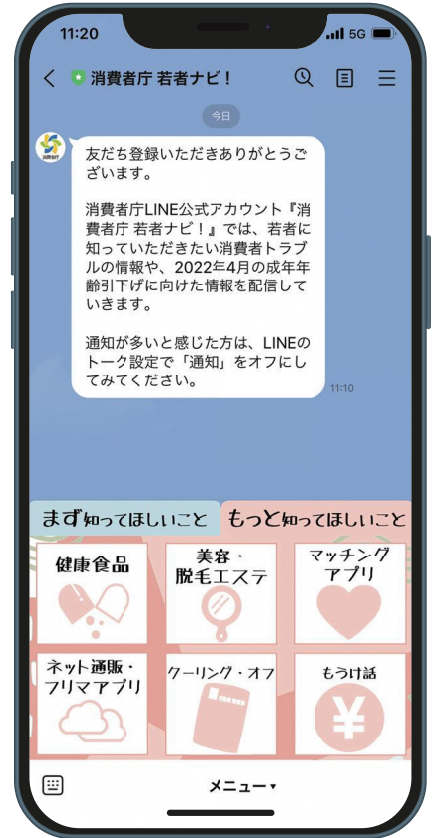 11:20
5G
消費者庁 若者ナビ！
今日
消費者庁
友だち登録いただきありがとうご
ざいます。
消費者庁LINE公式アカウント『消
費者庁 若者ナビ！』では、若者に
知っていただきたい消費者トラブ
ルの情報や、2022年4月の成年年
齢引下げに向けた情報を配信して
いきます。
通知が多いと感じた方は、LINEの
トーク設定で「通知」をオフにし
てみてください。
11:10
まず知ってほしいこと
もっと知ってほしいこと
健康食品
美容・
脱毛エステ
マッチング
アプリ
ネット通販・
フリマアプリ
クーリング・オフ
もうけ話
¥
メニュー▾